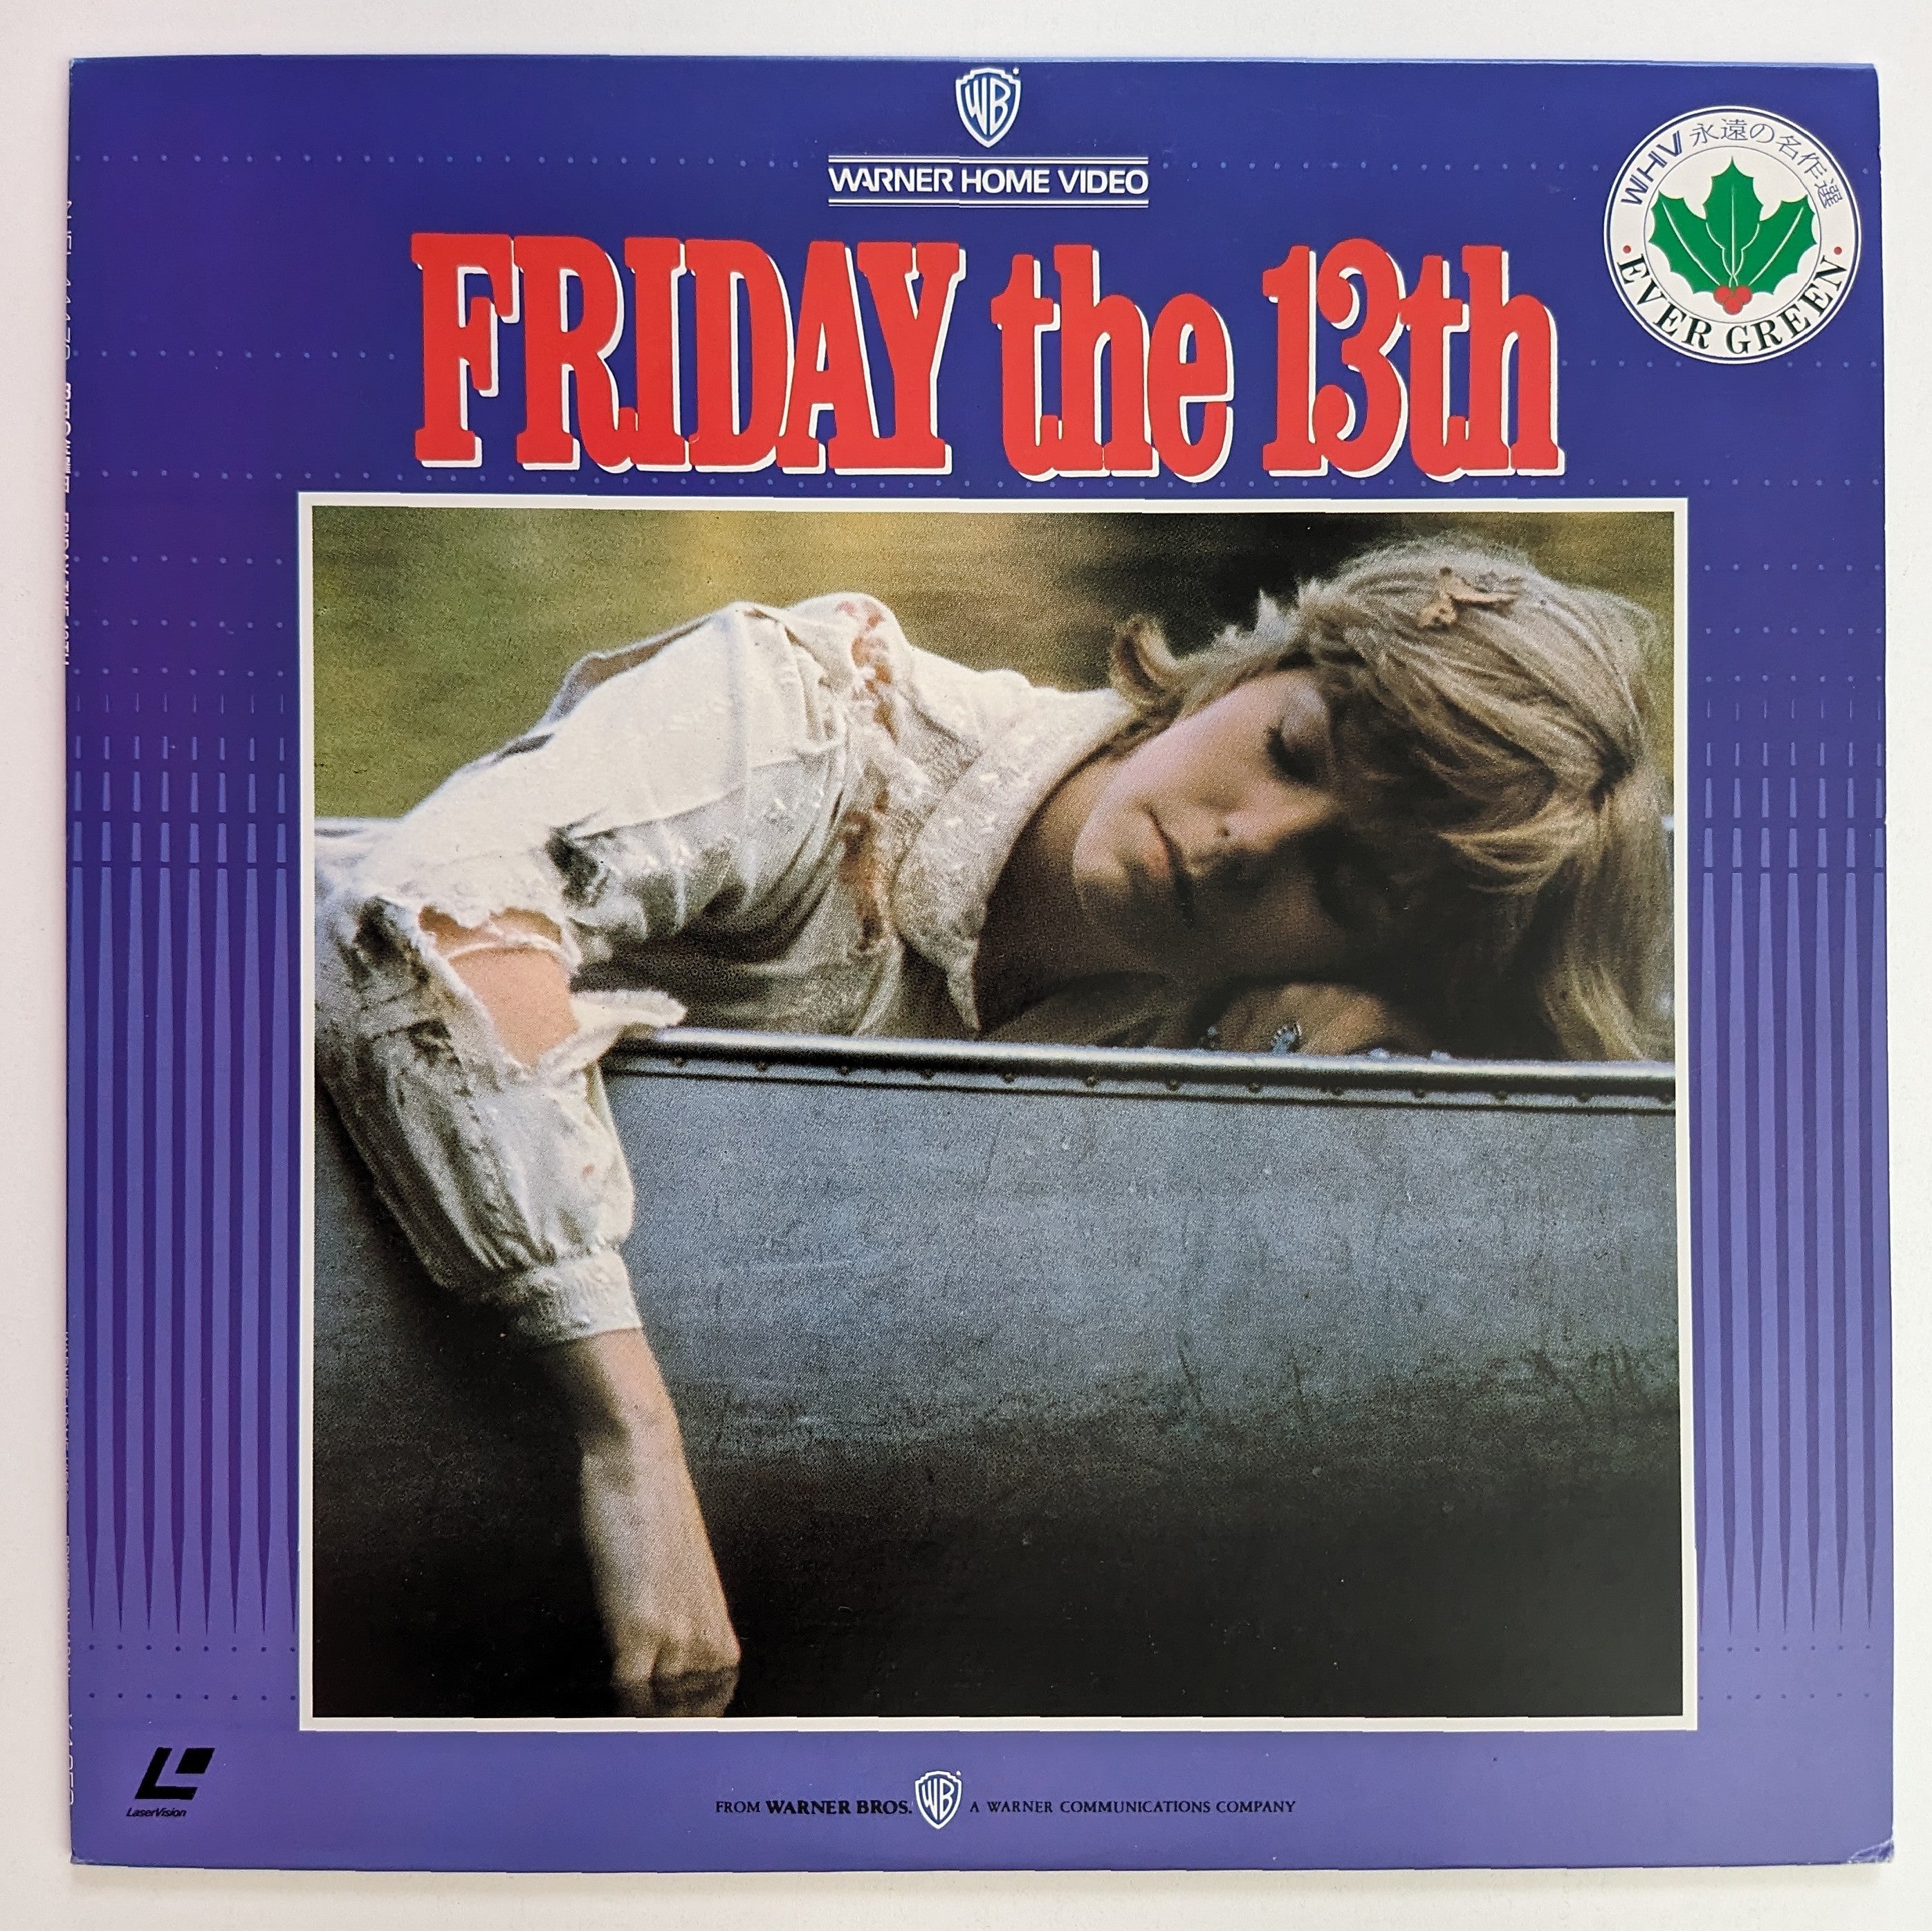 WB
WARNER HOME VIDEO
WHV 永遠の名作選
EVER GREEN
FRIDAY the 13th
LaserVision
FROM WARNER BROS. WB A WARNER COMMUNICATIONS COMPANY